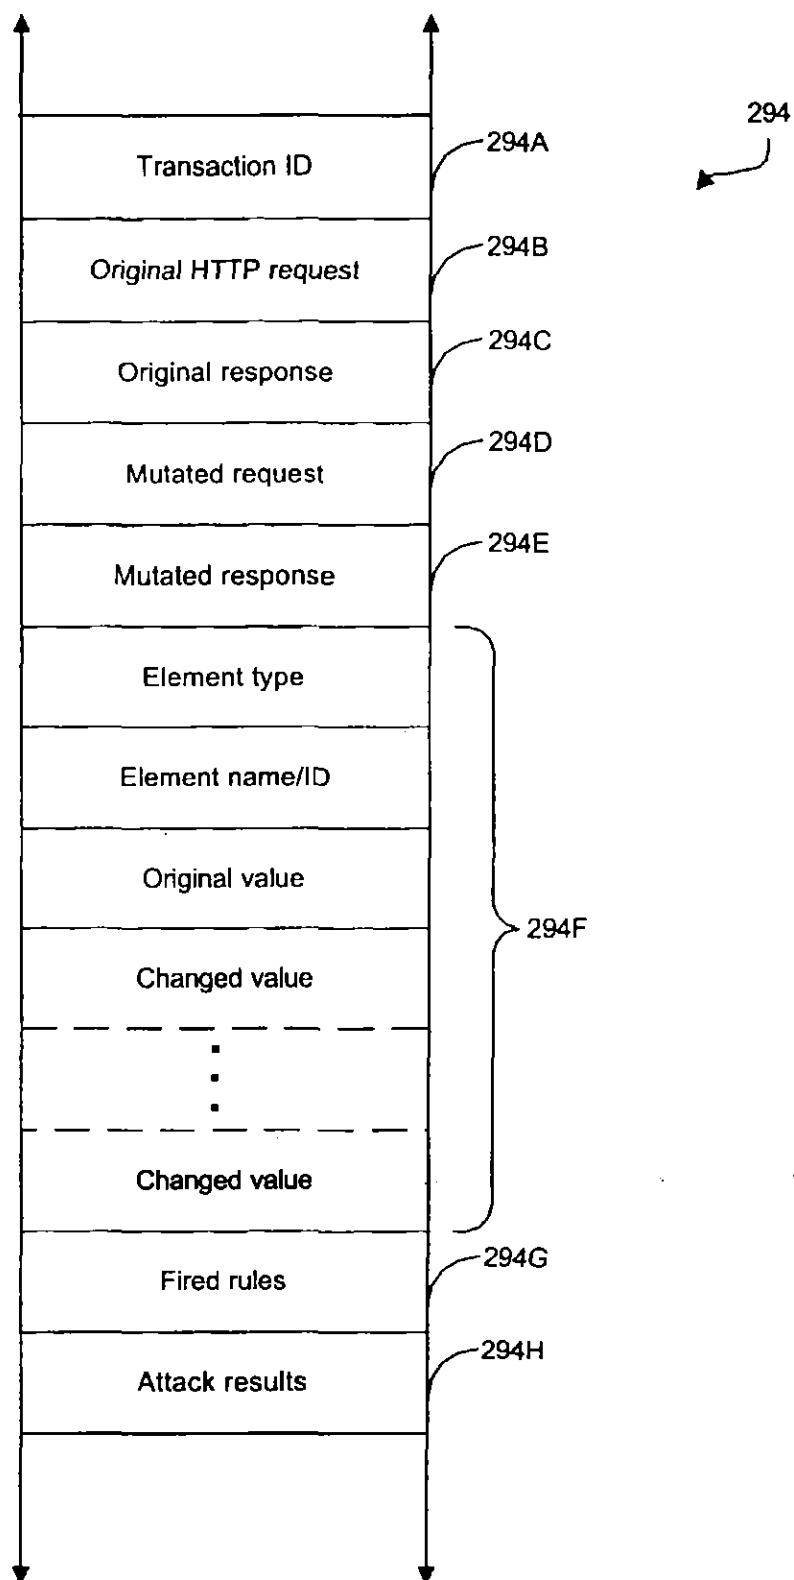 294
Transaction ID
294A
Original HTTP request
294B
Original response
294C
Mutated request
294D
Mutated response
294E
Element type
Element name/ID
Original value
Changed value
294F
Changed value
Fired rules
294G
Attack results
294H